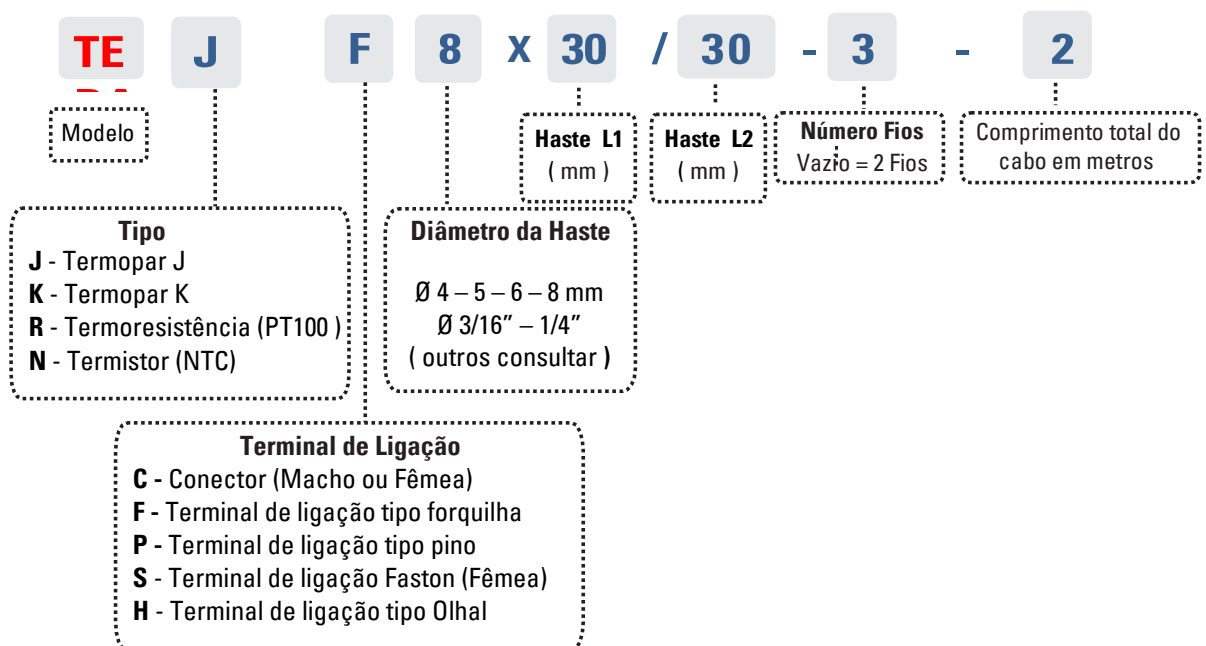 TE J F 8 X 30 / 30 - 3 - 2
Modelo
Haste L1
( mm )
Haste L2
( mm )
Número Fios
Vazio = 2 Fios
Comprimento total do
cabo em metros
Tipo
J - Termopar J
K - Termopar K
R - Termoresistência (PT100 )
N - Termistor (NTC)
Diâmetro da Haste
Ø 4 – 5 – 6 – 8 mm
Ø 3/16” – 1/4”
( outros consultar )
Terminal de Ligação
C - Conector (Macho ou Fêmea)
F - Terminal de ligação tipo forquilha
P - Terminal de ligação tipo pino
S - Terminal de ligação Faston (Fêmea)
H - Terminal de ligação tipo Olhal